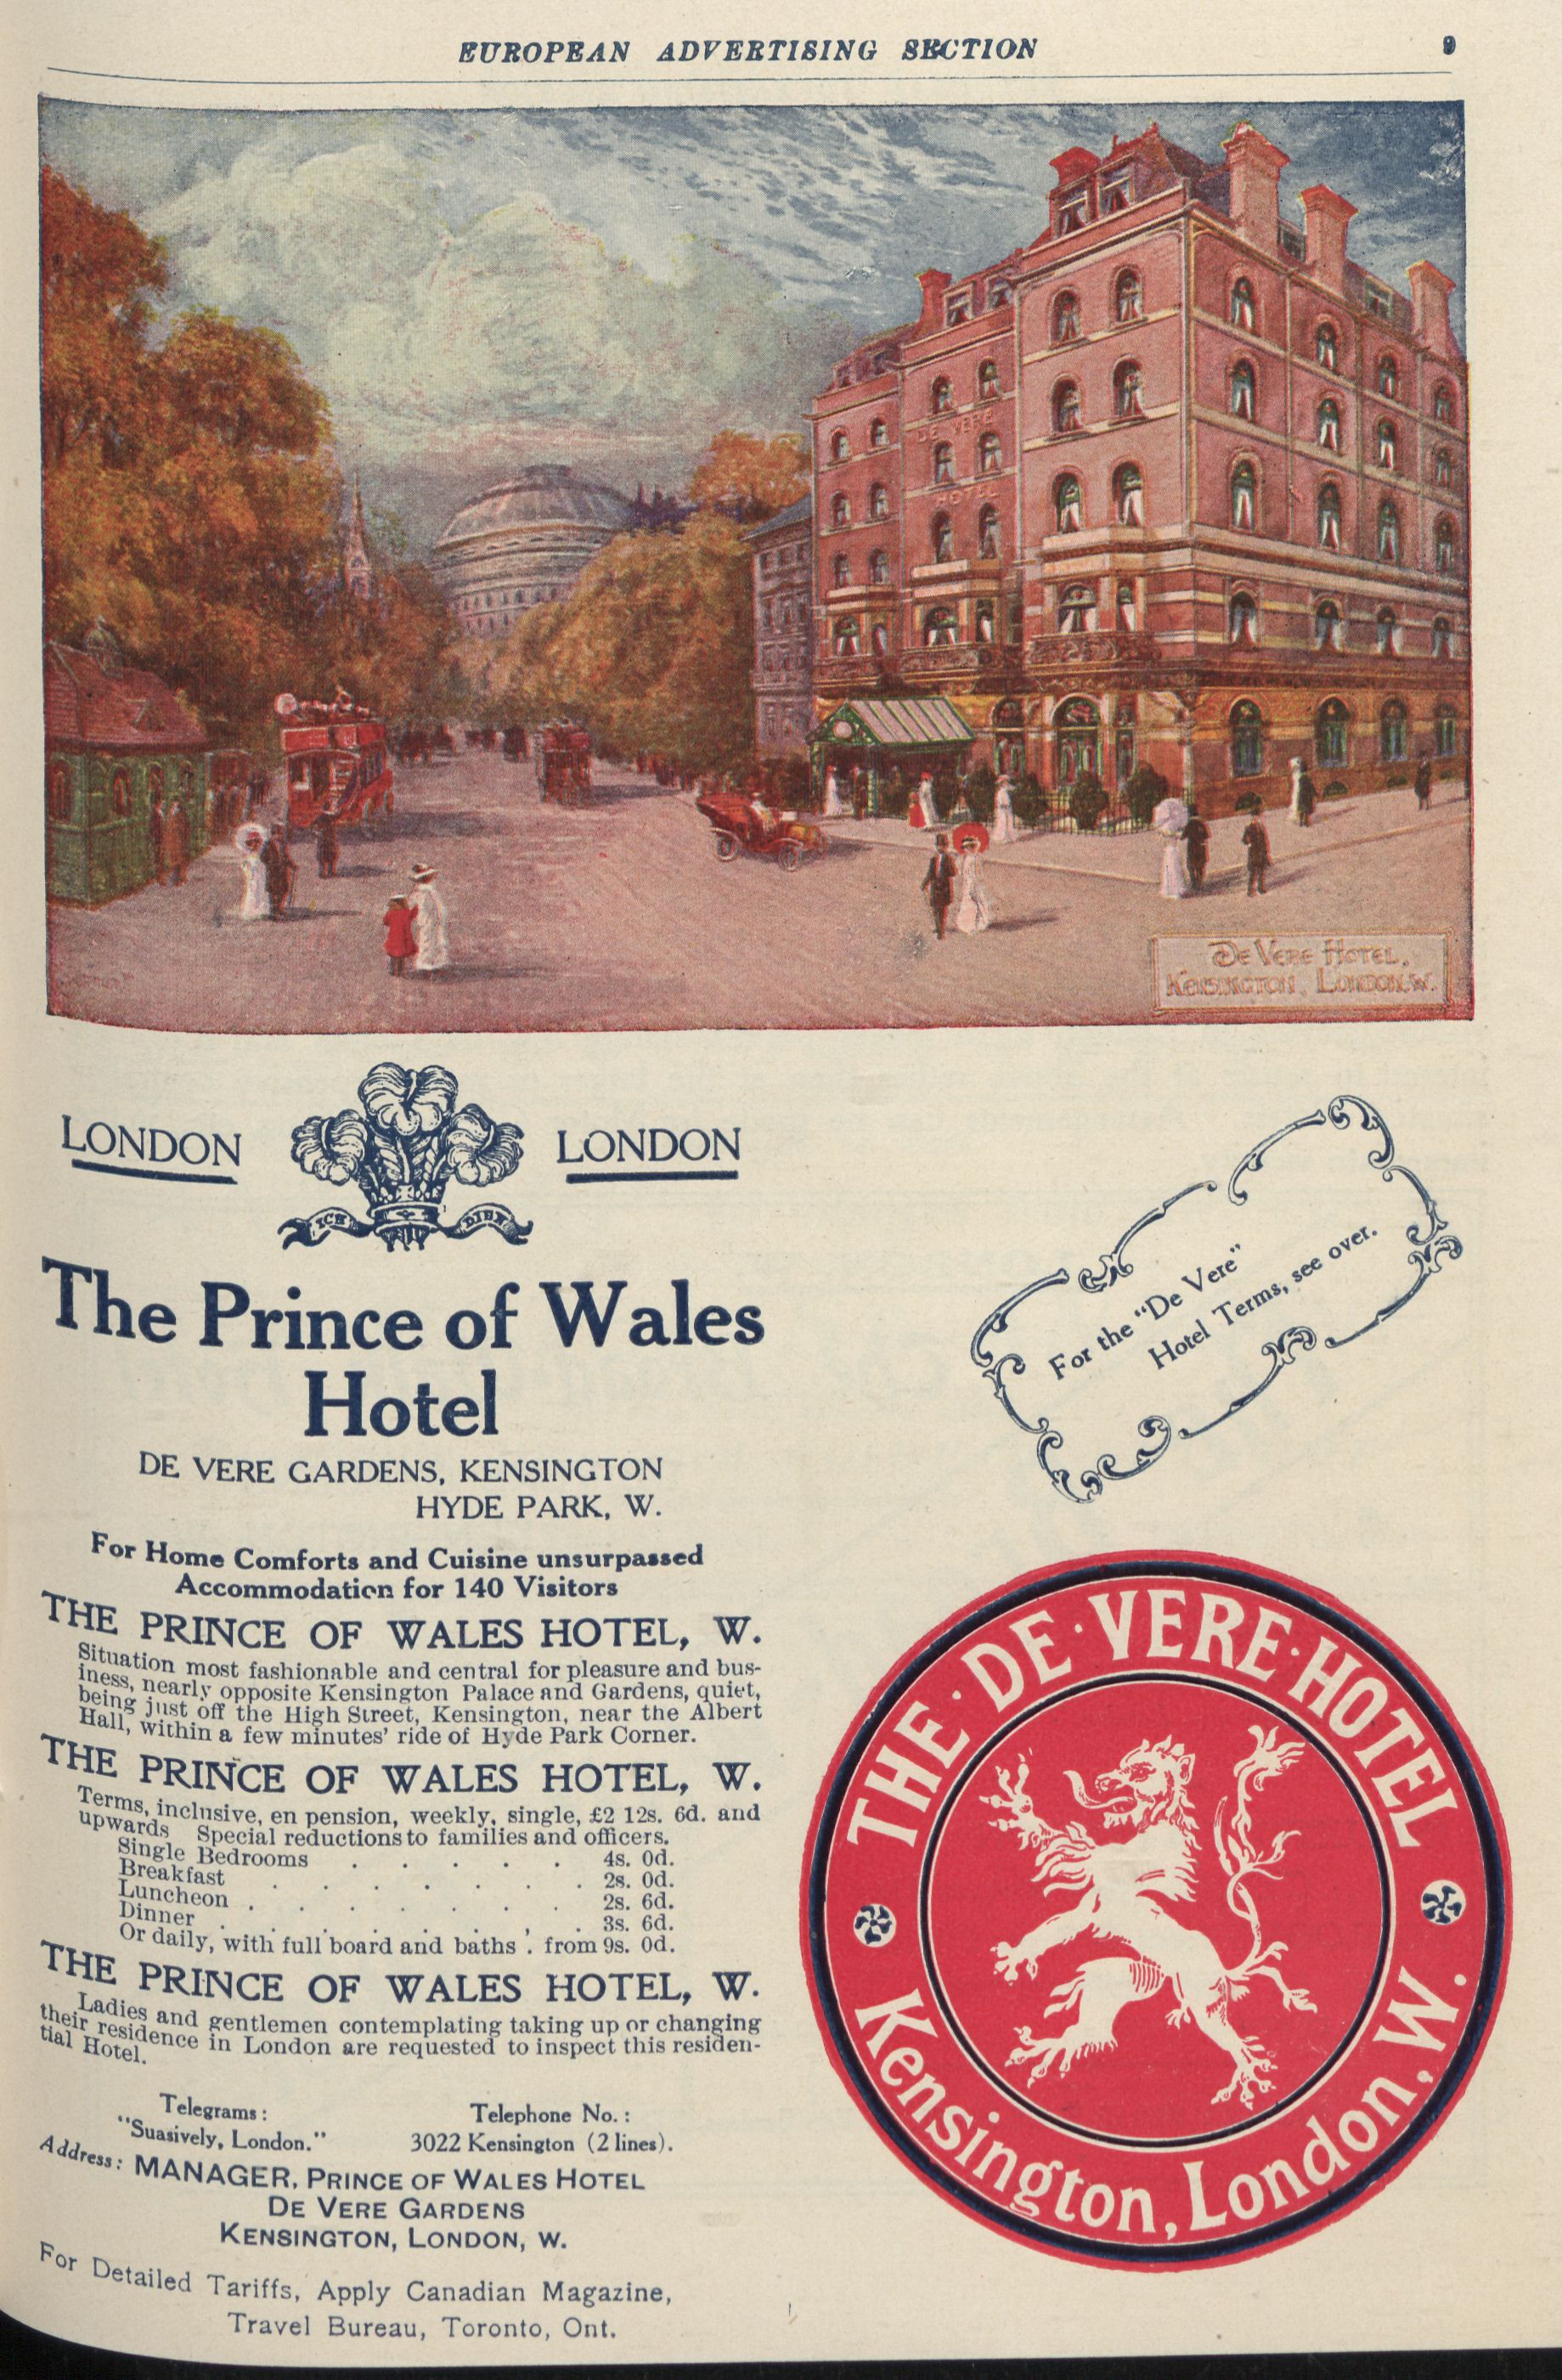 EUROPEAN ADVERTISING SECTION 9
DE VERE
HOTEL
De Vere Hotel,
Kensington, London, W.
LONDON LONDON
ICH DIEN
The Prince of Wales
Hotel
DE VERE GARDENS, KENSINGTON
HYDE PARK, W.
For Home Comforts and Cuisine unsurpassed
Accommodation for 140 Visitors
THE PRINCE OF WALES HOTEL, W.
Situation most fashionable and central for pleasure and bus-
iness, nearly opposite Kensington Palace and Gardens, quiet,
being just off the High Street, Kensington, near the Albert
Hall, within a few minutes' ride of Hyde Park Corner.
THE PRINCE OF WALES HOTEL, W.
Terms, inclusive, en pension, weekly, single, £2 12s. 6d. and
upwards Special reductions to families and officers.
Single Bedrooms . . . . . 4s. 0d.
Breakfast . . . . . . . 2s. 0d.
Luncheon . . . . . . . 2s. 6d.
Dinner . . . . . . . . 3s. 6d.
Or daily, with full board and baths . from 9s. 0d.
THE PRINCE OF WALES HOTEL, W.
Ladies and gentlemen contemplating taking up or changing
their residence in London are requested to inspect this residen-
tial Hotel.
Telegrams: Telephone No.:
"Suasively, London." 3022 Kensington (2 lines).
Address: MANAGER, PRINCE OF WALES HOTEL
DE VERE GARDENS
KENSINGTON, LONDON, W.
For Detailed Tariffs, Apply Canadian Magazine,
Travel Bureau, Toronto, Ont.
For the "De Vere"
Hotel Terms, see over.
THE · DE · VERE · HOTEL
Kensington, London, W.